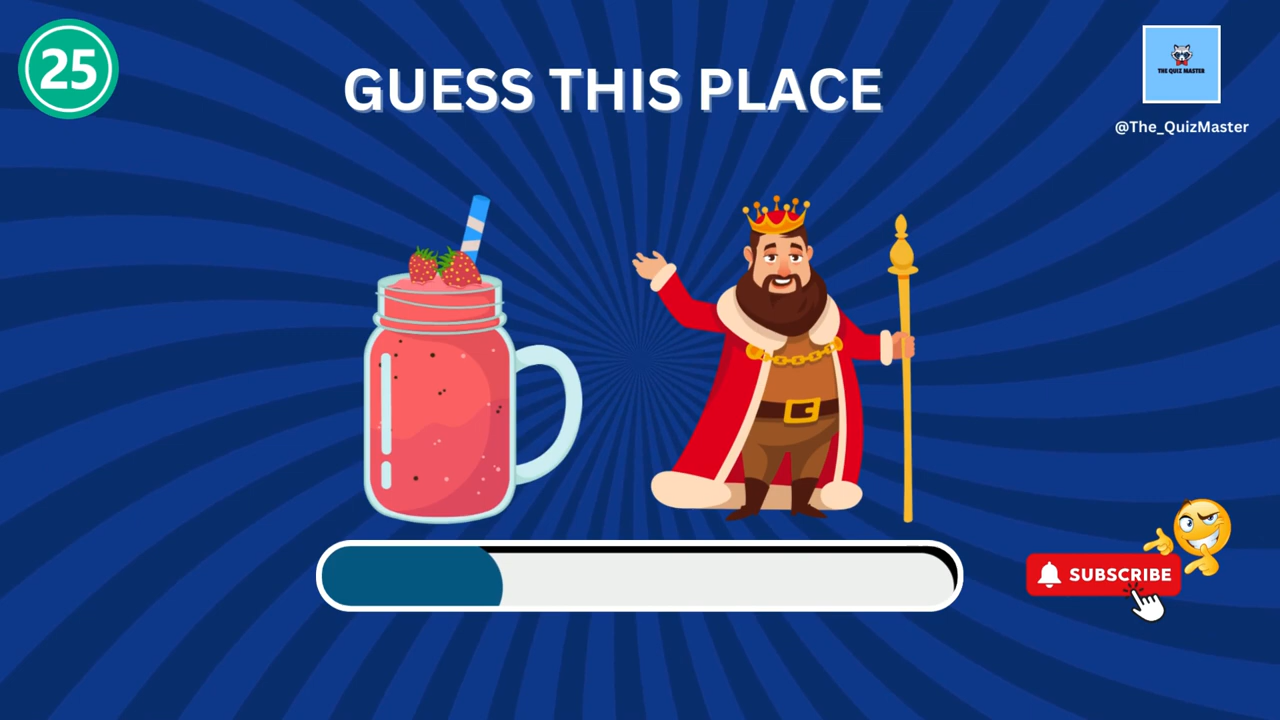 25
GUESS THIS PLACE
THE QUIZ MASTER
@The_QuizMaster
SUBSCRIBE